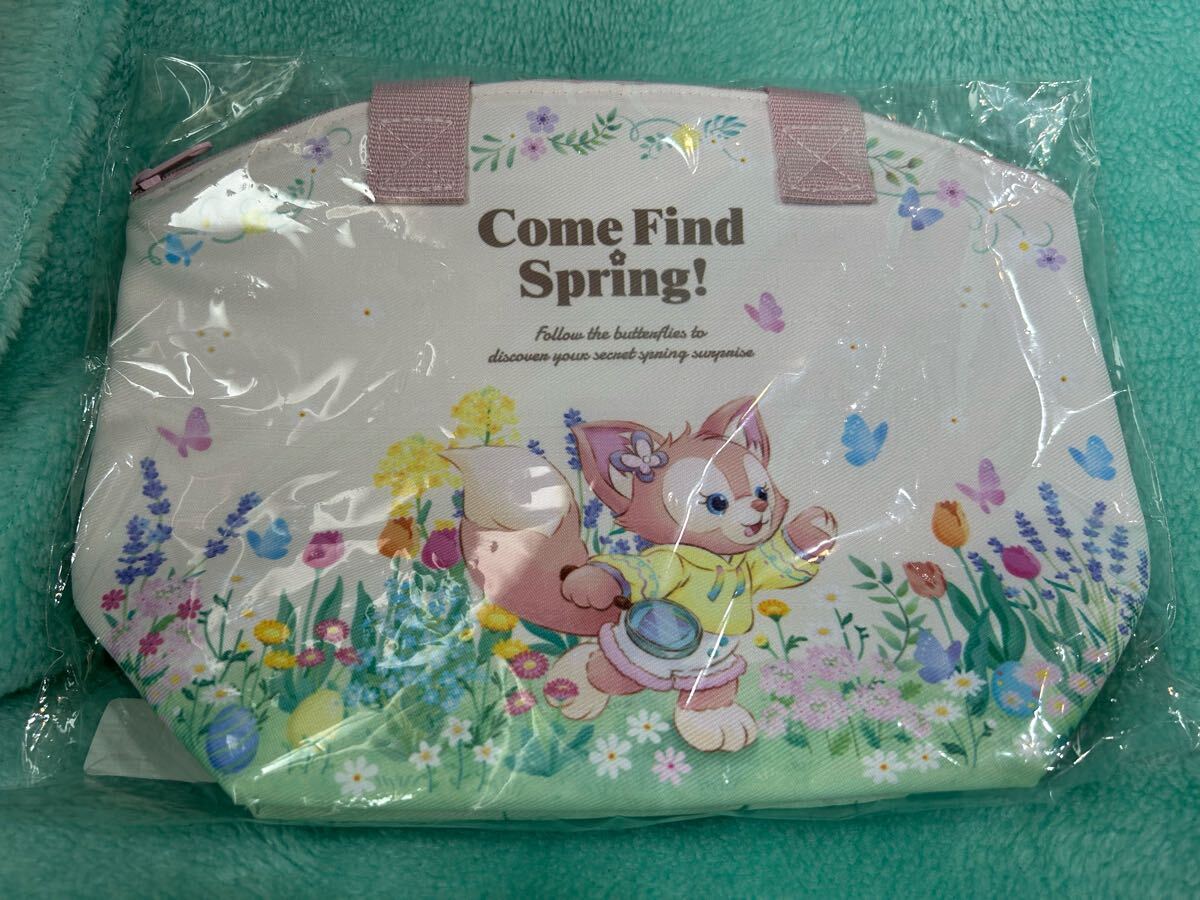 Come Find
Spring!
Follow the butterflies to
discover your secret spring surprise